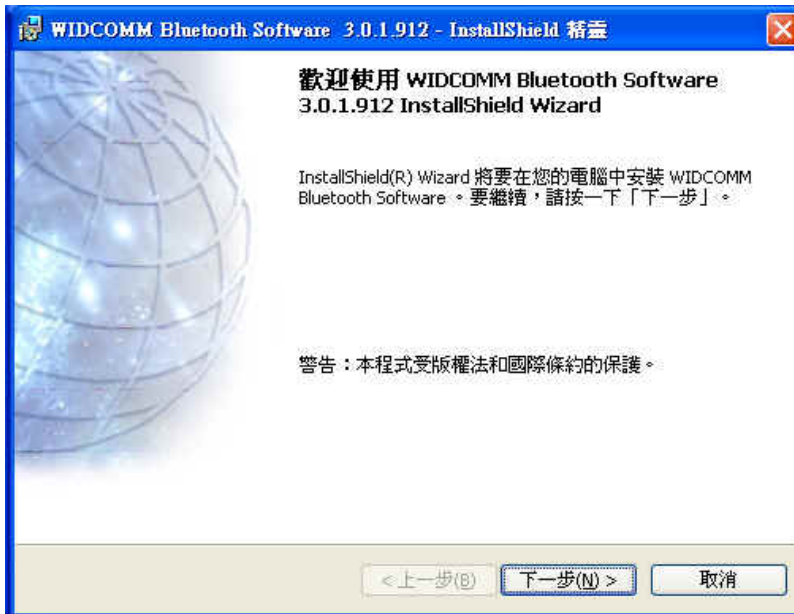 WIDCOMM Bluetooth Software 3.0.1.912 - InstallShield 精靈
歡迎使用 WIDCOMM Bluetooth Software
3.0.1.912 InstallShield Wizard
InstallShield(R) Wizard 將要在您的電腦中安裝 WIDCOMM
Bluetooth Software 。要繼續，請按一下「下一步」。
警告：本程式受版權法和國際條約的保護。
<上一步(B)
下一步(N) >
取消